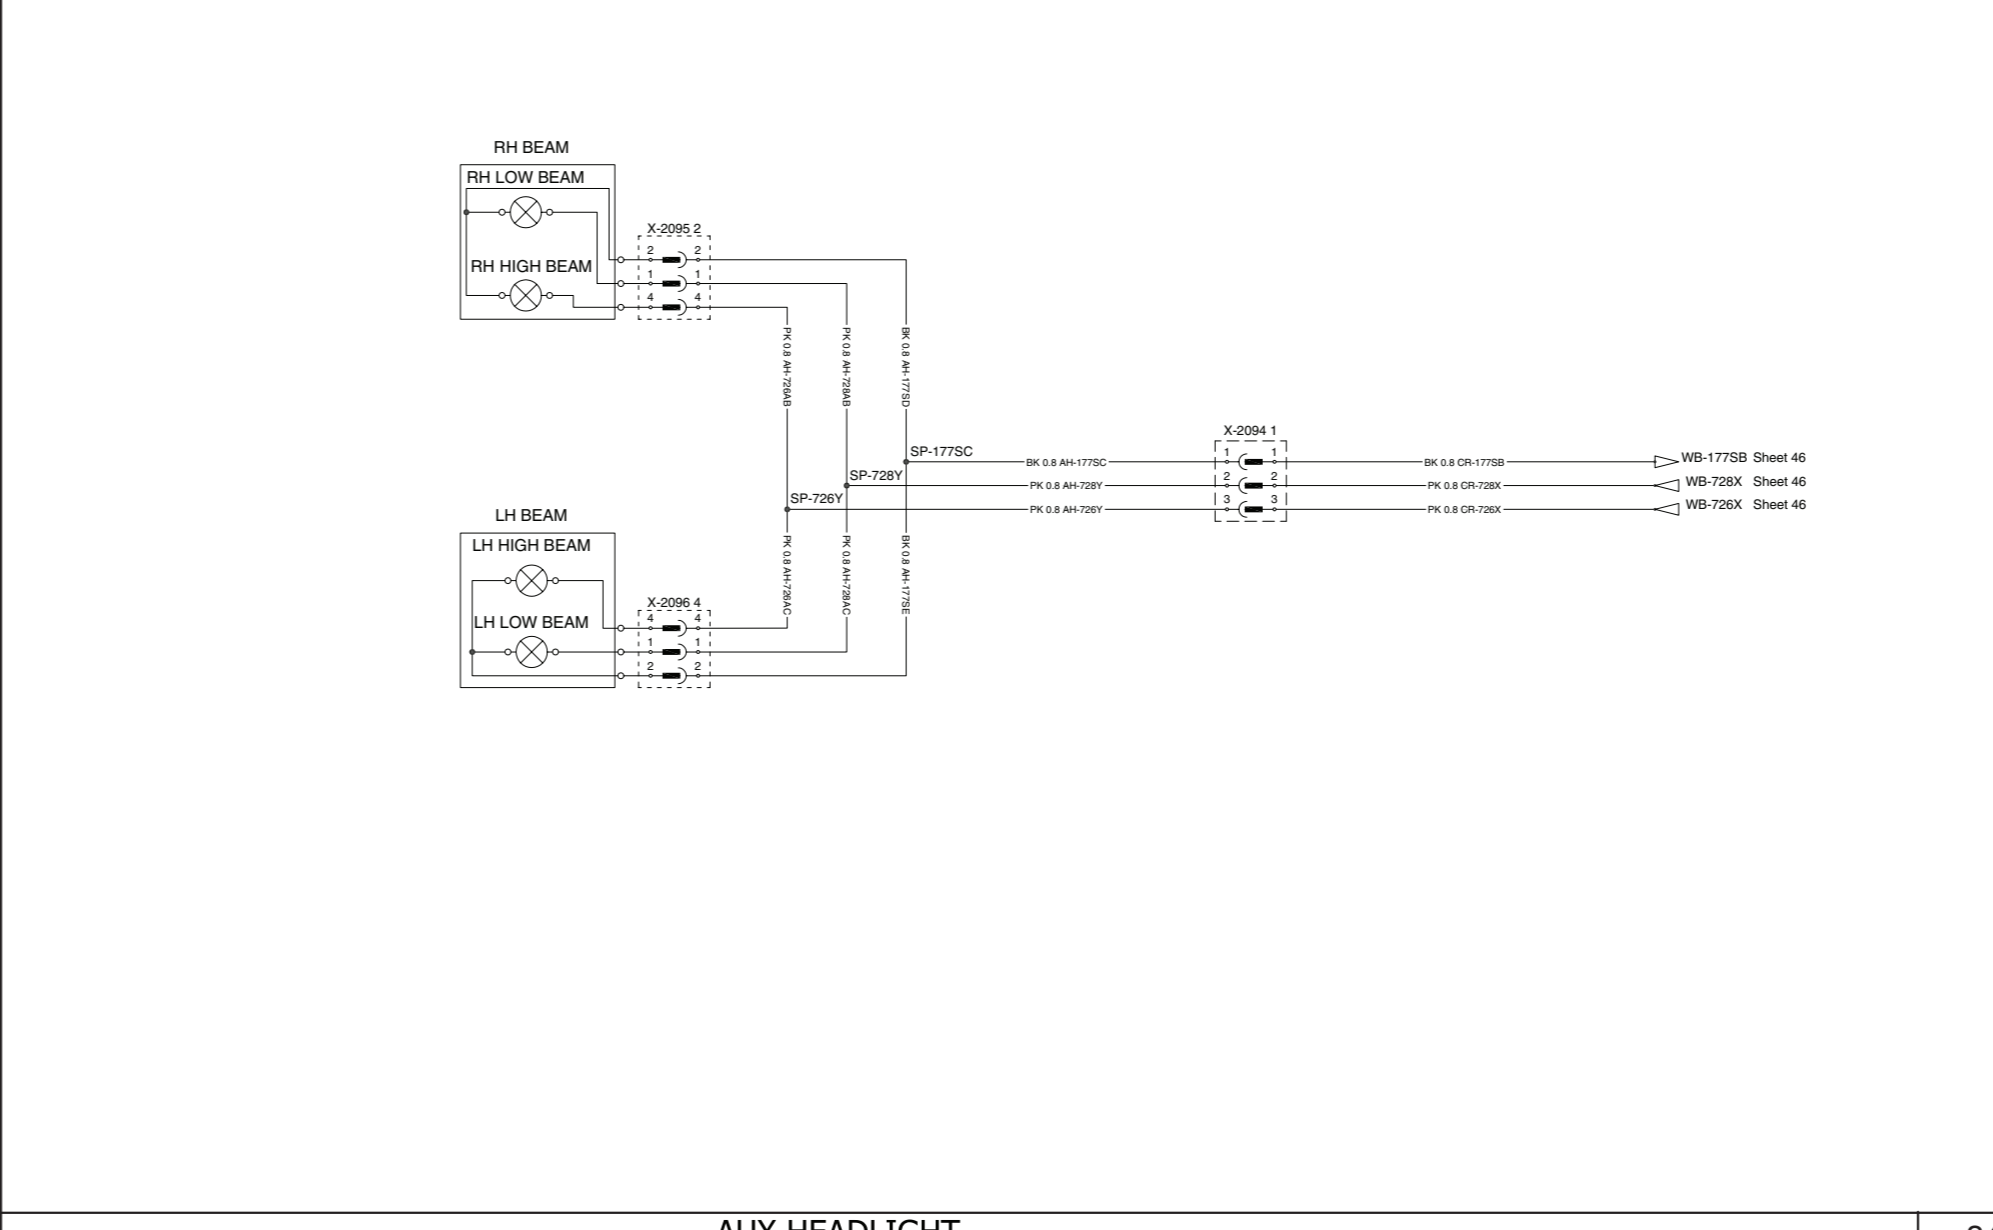 RH BEAM
RH LOW BEAM
RH HIGH BEAM
X-2095 2
2 2
1 1
4 4
PK 0.8 AH-726AB
PK 0.8 AH-728AB
BK 0.8 AH-177SD
SP-177SC
SP-728Y
SP-726Y
BK 0.8 AH-177SC
PK 0.8 AH-728Y
PK 0.8 AH-726Y
X-2094 1
1 1
2 2
3 3
BK 0.8 CR-177SB
PK 0.8 CR-728X
PK 0.8 CR-726X
WB-177SB Sheet 46
WB-728X Sheet 46
WB-726X Sheet 46
LH BEAM
LH HIGH BEAM
LH LOW BEAM
X-2096 4
4 4
1 1
2 2
PK 0.8 AH-726AC
PK 0.8 AH-728AC
BK 0.8 AH-177SE
AUX HEADLIGHT